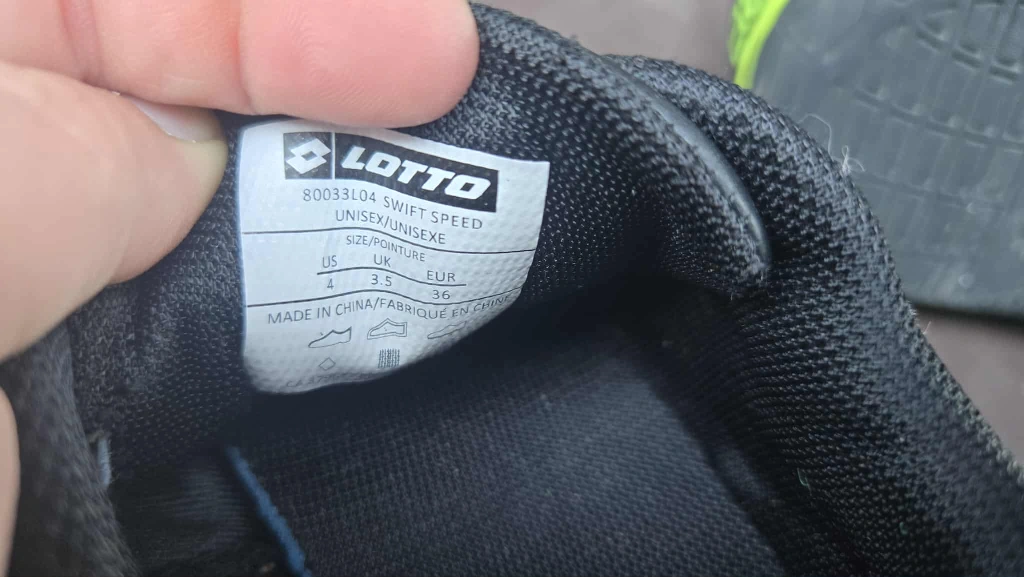 LOTTO
80033L04 SWIFT SPEED
UNISEX/UNISEXE
SIZE/POINTURE
US UK EUR
4 3.5 36
MADE IN CHINA/FABRIQUÉ EN CHINE